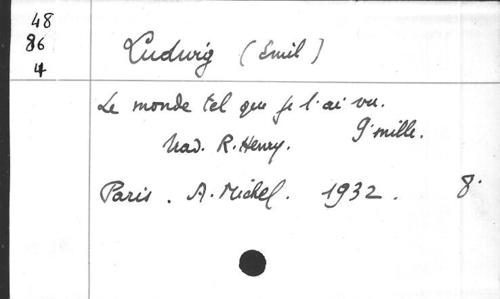 48
86
4
Ludwig (Emil)
Le monde tel que je l'ai vu.
9e mille.
trad. R. Henry.
Paris. A. Michel. 1932. 8°